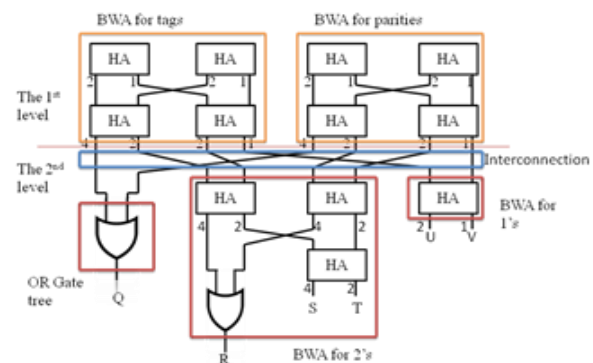 BWA for tags
BWA for parities
HA HA HA HA
2 1 2 1 2 1 2 1
The 1st
level
HA HA HA HA
4 2 2 1 4 2 2 1
Interconnection
The 2nd
level
HA HA HA
BWA for
1's
4 2 4 2 2 1
U V
HA
OR Gate
tree
Q
4 2
S T
R
BWA for 2's